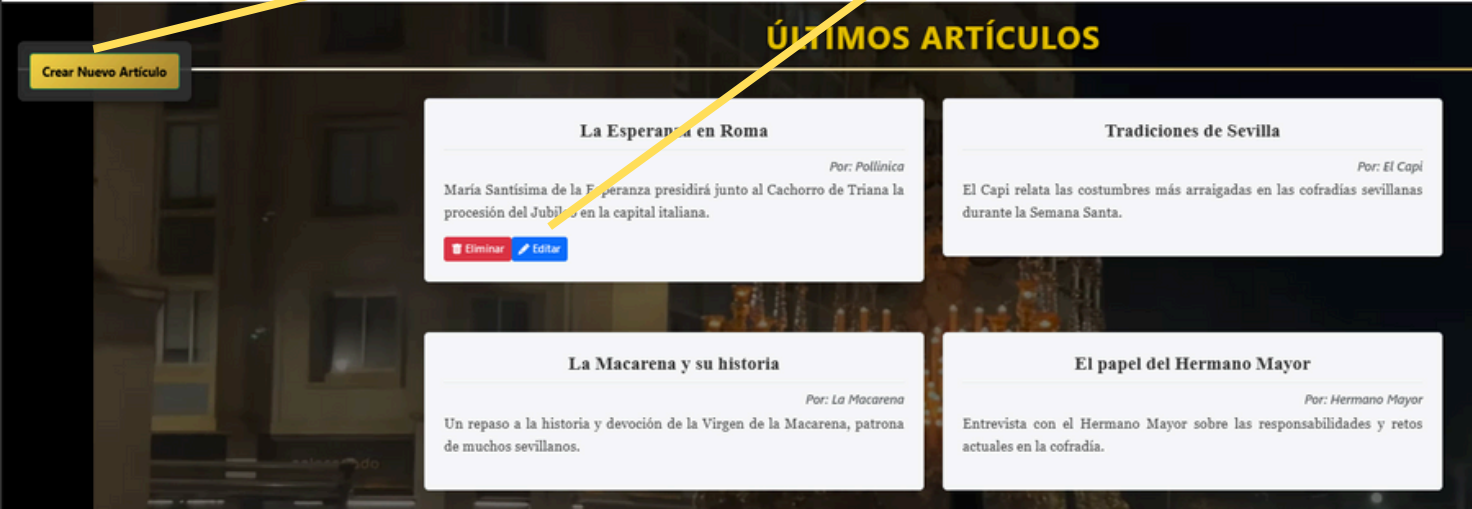 ÚLTIMOS ARTÍCULOS
Crear Nuevo Artículo
La Esperanza en Roma
Por: Pollinica
María Santísima de la Esperanza presidirá junto al Cachorro de Triana la
procesión del Jubileo en la capital italiana.
Eliminar
Editar
Tradiciones de Sevilla
Por: El Capi
El Capi relata las costumbres más arraigadas en las cofradías sevillanas
durante la Semana Santa.
La Macarena y su historia
Por: La Macarena
Un repaso a la historia y devoción de la Virgen de la Macarena, patrona
de muchos sevillanos.
El papel del Hermano Mayor
Por: Hermano Mayor
Entrevista con el Hermano Mayor sobre las responsabilidades y retos
actuales en la cofradía.